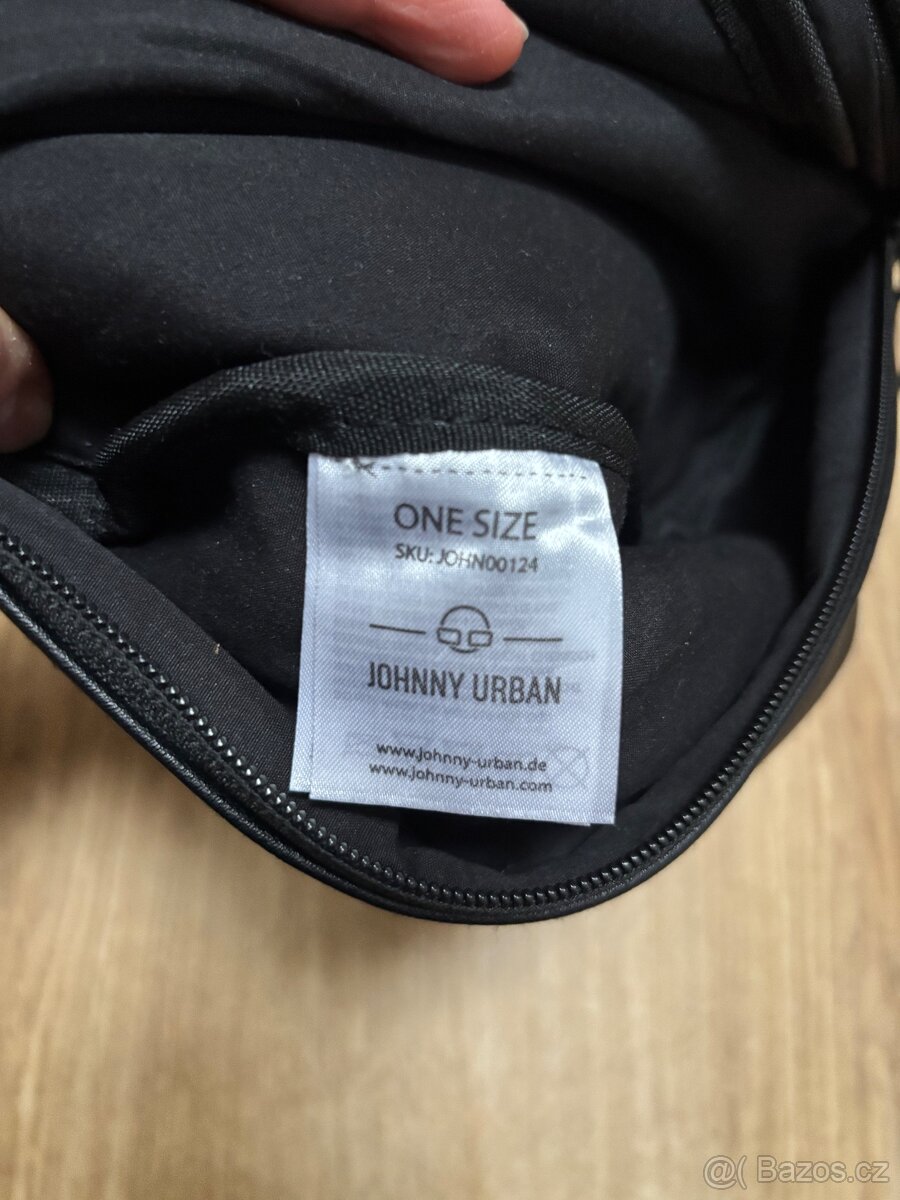 ONE SIZE
SKU: JOHN00124
JOHNNY URBAN
www.johnny-urban.de
www.johnny-urban.com
@( Bazos.cz